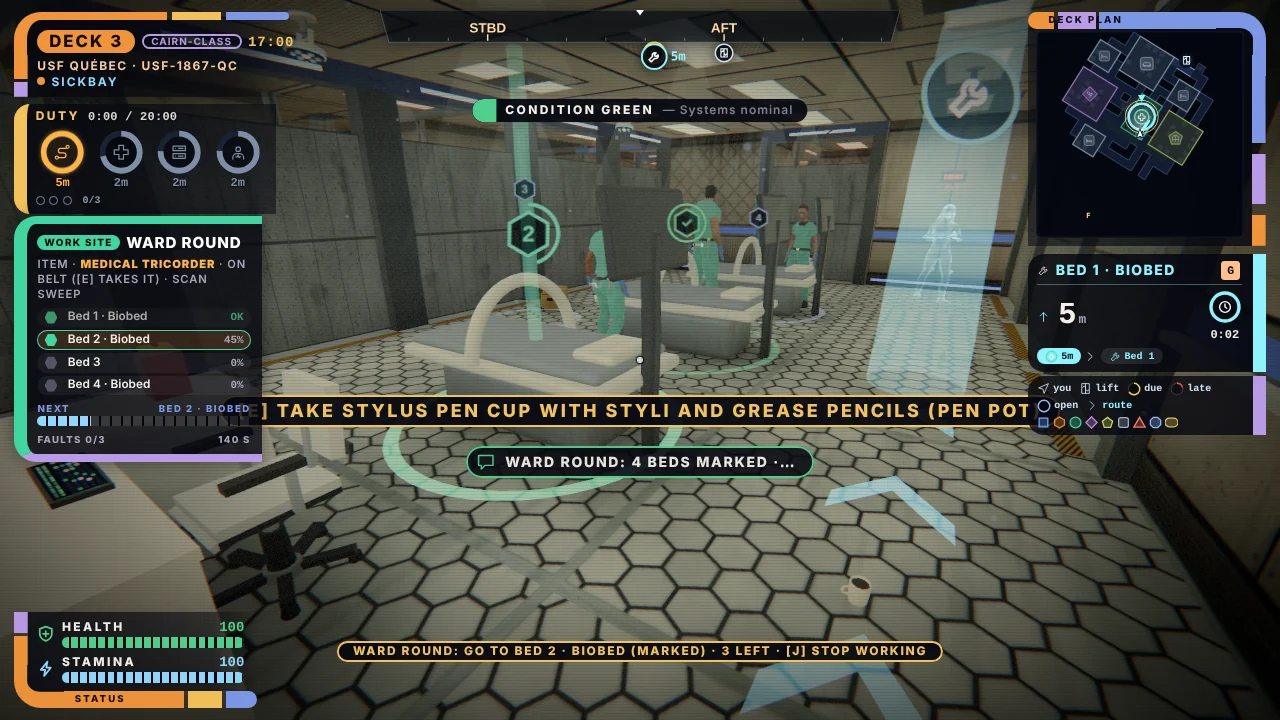 DECK 3 CAIRN-CLASS 17:00
USF QUÉBEC · USF-1867-QC
SICKBAY
DUTY 0:00 / 20:00
5m 2m 2m 2m
0/3
WORK SITE WARD ROUND
ITEM · MEDICAL TRICORDER · ON
BELT ([E] TAKES IT) · SCAN
SWEEP
Bed 1 · Biobed OK
Bed 2 · Biobed 45%
Bed 3 0%
Bed 4 · Biobed 0%
NEXT BED 2 · BIOBED
FAULTS 0/3 140 S
HEALTH 100
STAMINA 100
STATUS
STBD AFT
5m
CONDITION GREEN — Systems nominal
3
2
4
E] TAKE STYLUS PEN CUP WITH STYLI AND GREASE PENCILS (PEN POT
WARD ROUND: 4 BEDS MARKED ·…
WARD ROUND: GO TO BED 2 · BIOBED (MARKED) · 3 LEFT · [J] STOP WORKING
DECK PLAN
F
BED 1 · BIOBED G
5 m
0:02
5m Bed 1
you lift due late
open route